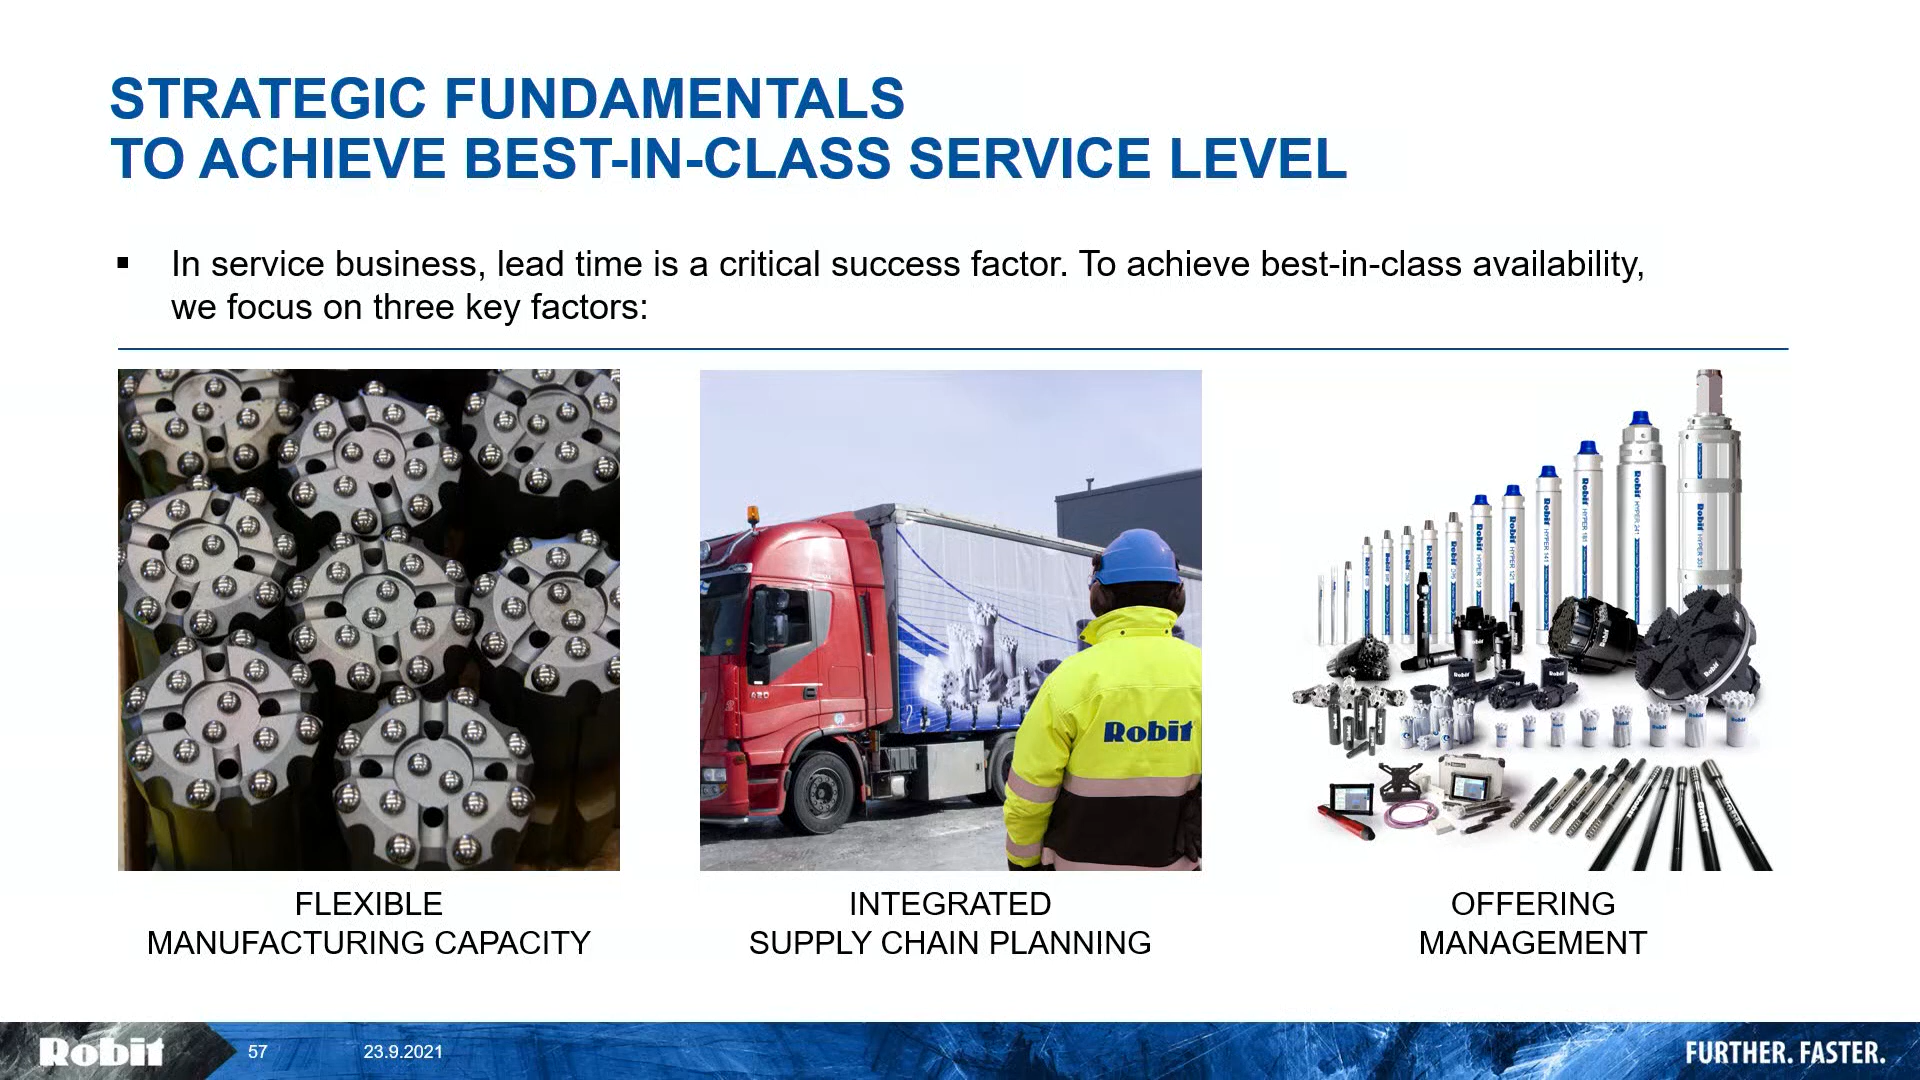 STRATEGIC FUNDAMENTALS
TO ACHIEVE BEST-IN-CLASS SERVICE LEVEL
▪ In service business, lead time is a critical success factor. To achieve best-in-class availability,
we focus on three key factors:
Robit
FLEXIBLE
MANUFACTURING CAPACITY
INTEGRATED
SUPPLY CHAIN PLANNING
OFFERING
MANAGEMENT
Robit
57
23.9.2021
FURTHER. FASTER.